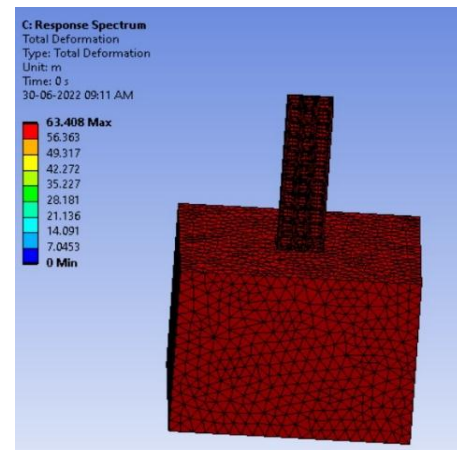 C: Response Spectrum
Total Deformation
Type: Total Deformation
Unit: m
Time: 0 s
30-06-2022 09:11 AM
63.408 Max
56.363
49.317
42.272
35.227
28.181
21.136
14.091
7.0453
0 Min